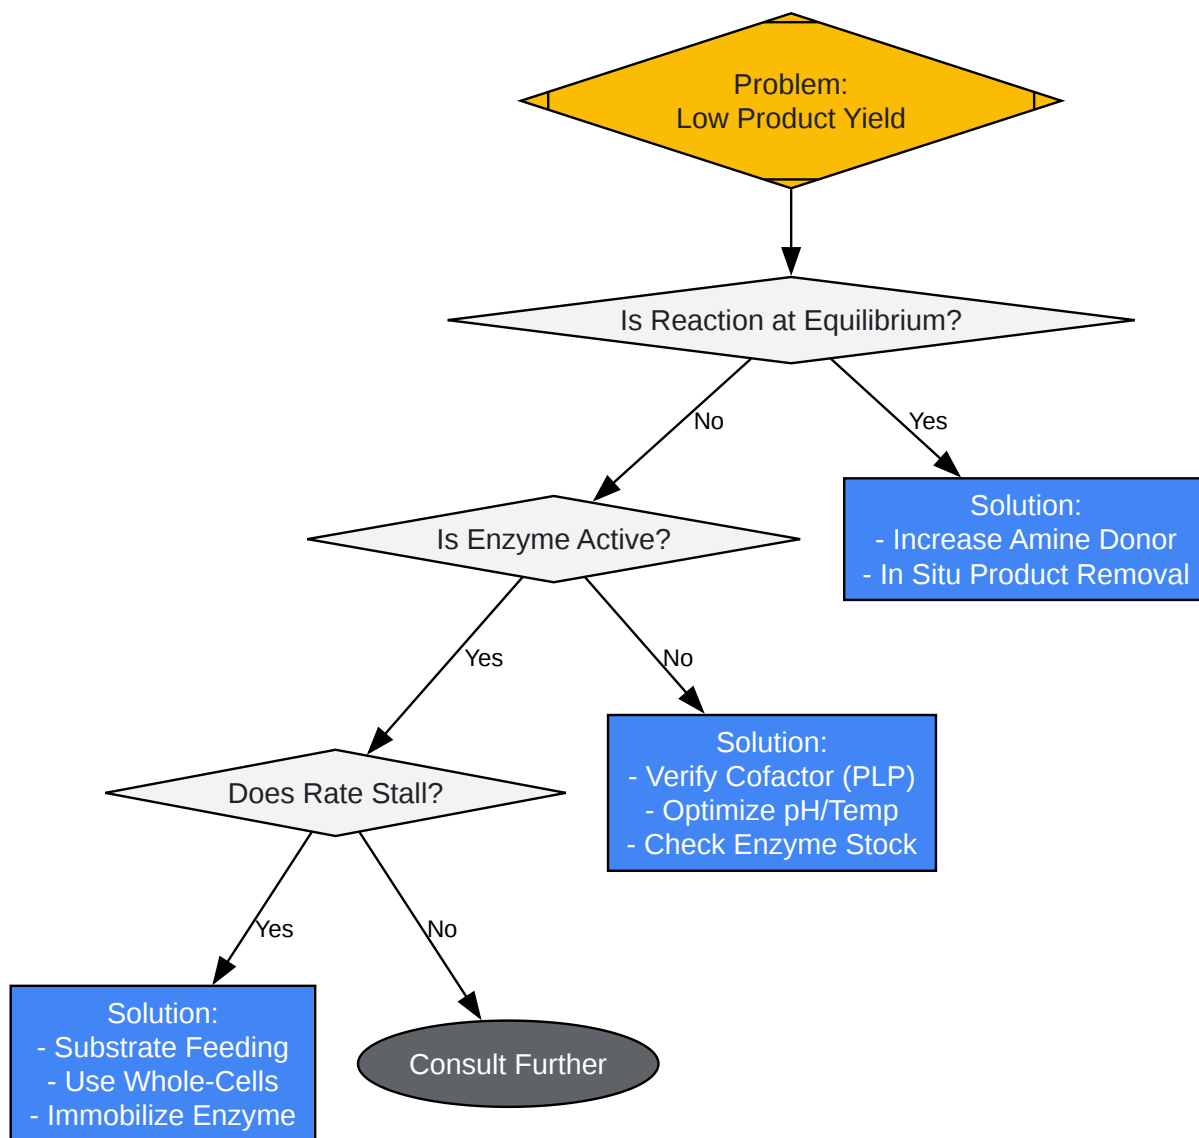 Problem:
Low Product Yield
Is Reaction at Equilibrium?
No
Yes
Solution:
- Increase Amine Donor
- In Situ Product Removal
Is Enzyme Active?
Yes
No
Solution:
- Verify Cofactor (PLP)
- Optimize pH/Temp
- Check Enzyme Stock
Does Rate Stall?
Yes
No
Solution:
- Substrate Feeding
- Use Whole-Cells
- Immobilize Enzyme
Consult Further